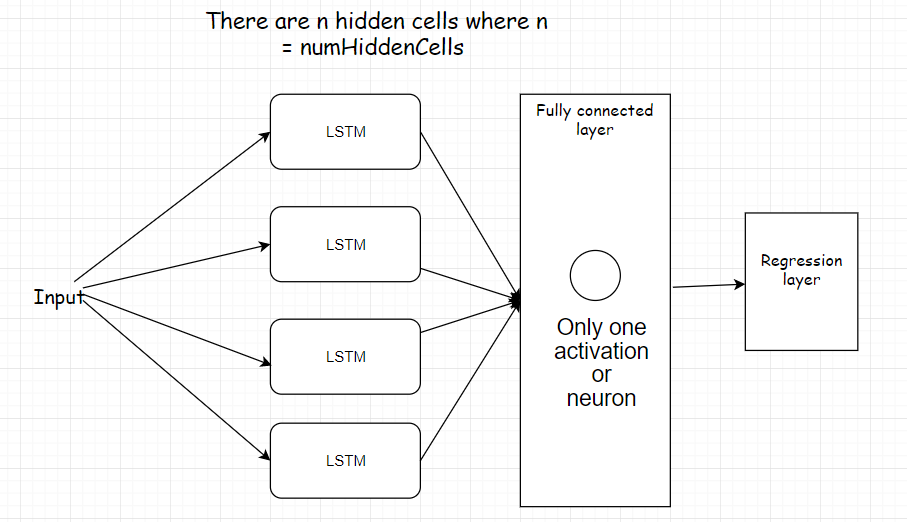 There are n hidden cells where n
= numHiddenCells
LSTM
LSTM
LSTM
LSTM
Input
Fully connected
layer
Only one
activation
or
neuron
Regression
layer